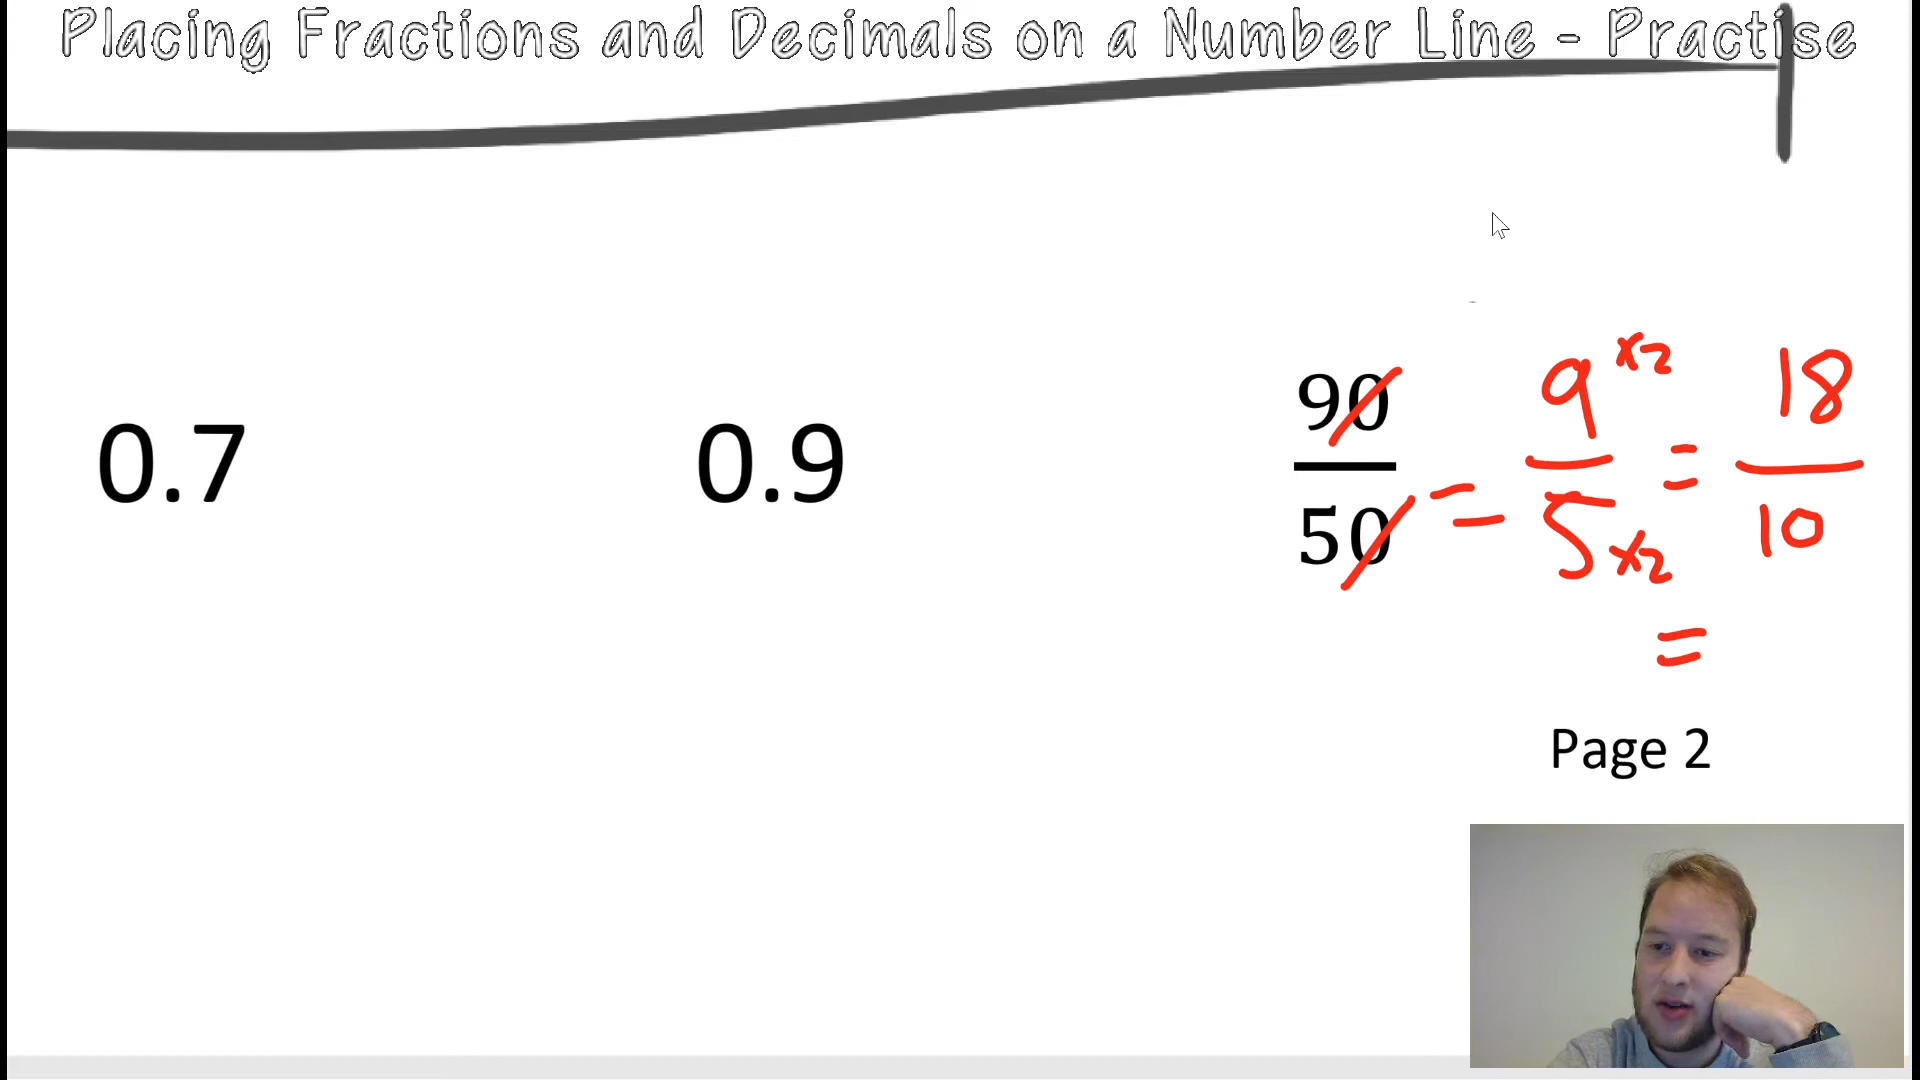 Placing Fractions and Decimals on a Number Line - Practise
0.7
0.9
90/50 = 9 x2/5 x2 = 18/10
=
Page 2